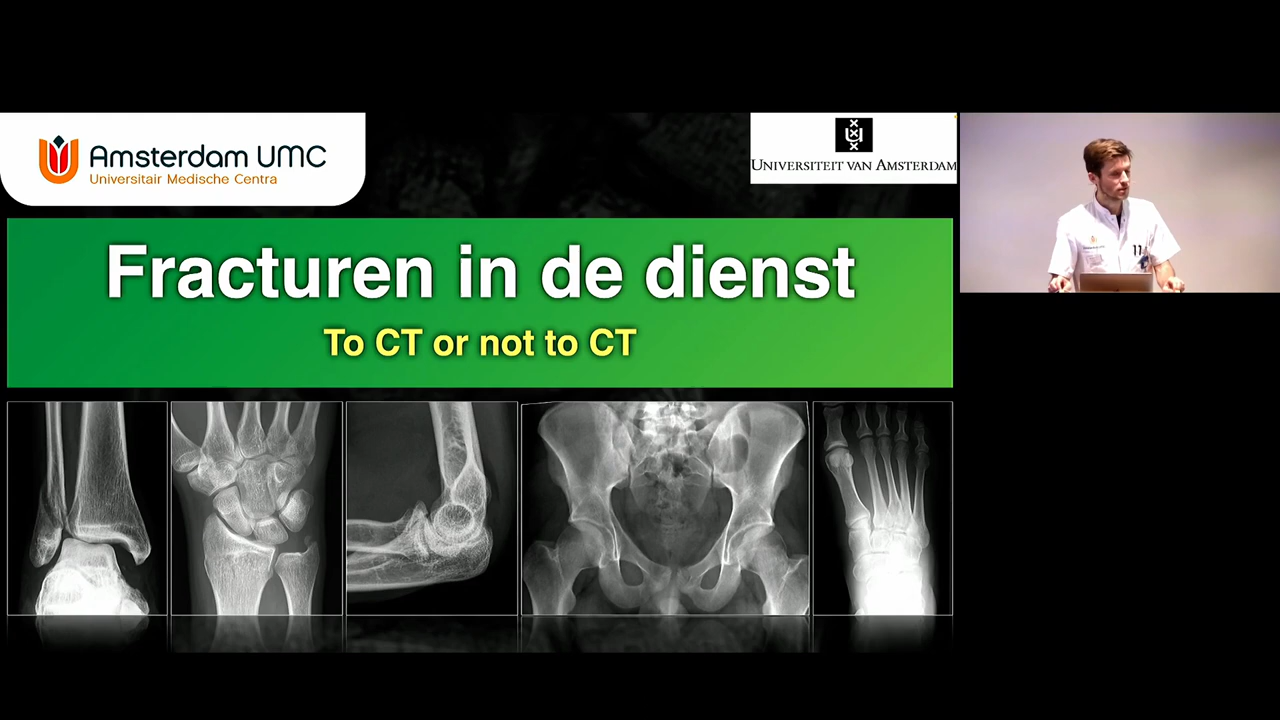 Amsterdam UMC
Universitair Medische Centra
UNIVERSITEIT VAN AMSTERDAM
Fracturen in de dienst
To CT or not to CT